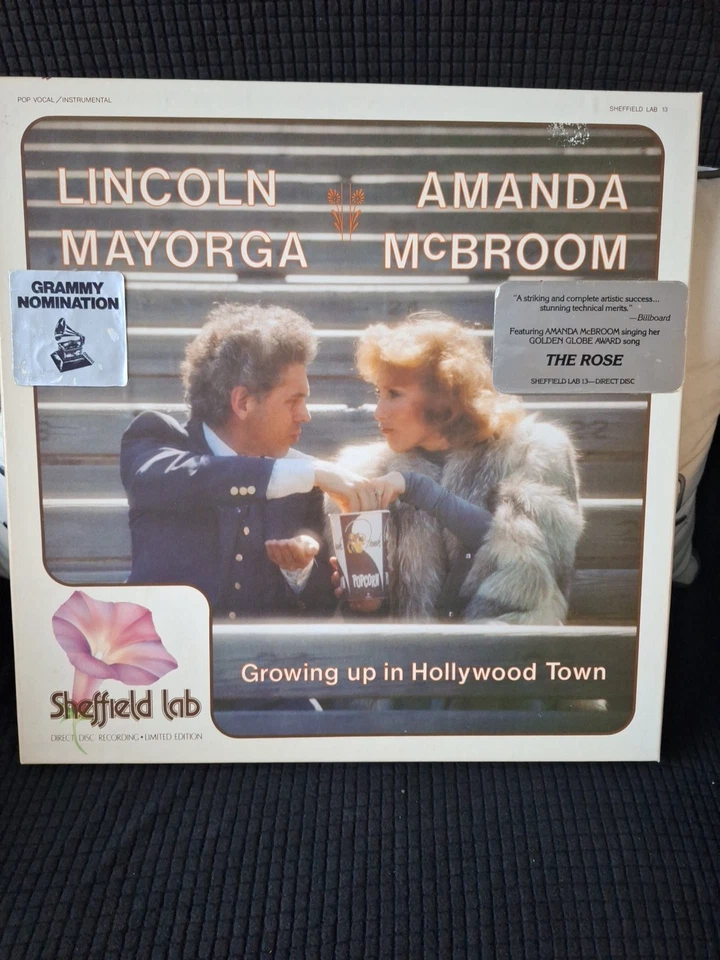 POP VOCAL/INSTRUMENTAL
SHEFFIELD LAB 13
LINCOLN
MAYORGA
AMANDA
McBROOM
GRAMMY
NOMINATION
"A striking and complete artistic success...
stunning technical merits."
—Billboard
Featuring AMANDA McBROOM singing her
GOLDEN GLOBE AWARD song
THE ROSE
SHEFFIELD LAB 13—DIRECT DISC
POPCORN
Growing up in Hollywood Town
Sheffield Lab
DIRECT DISC RECORDING • LIMITED EDITION